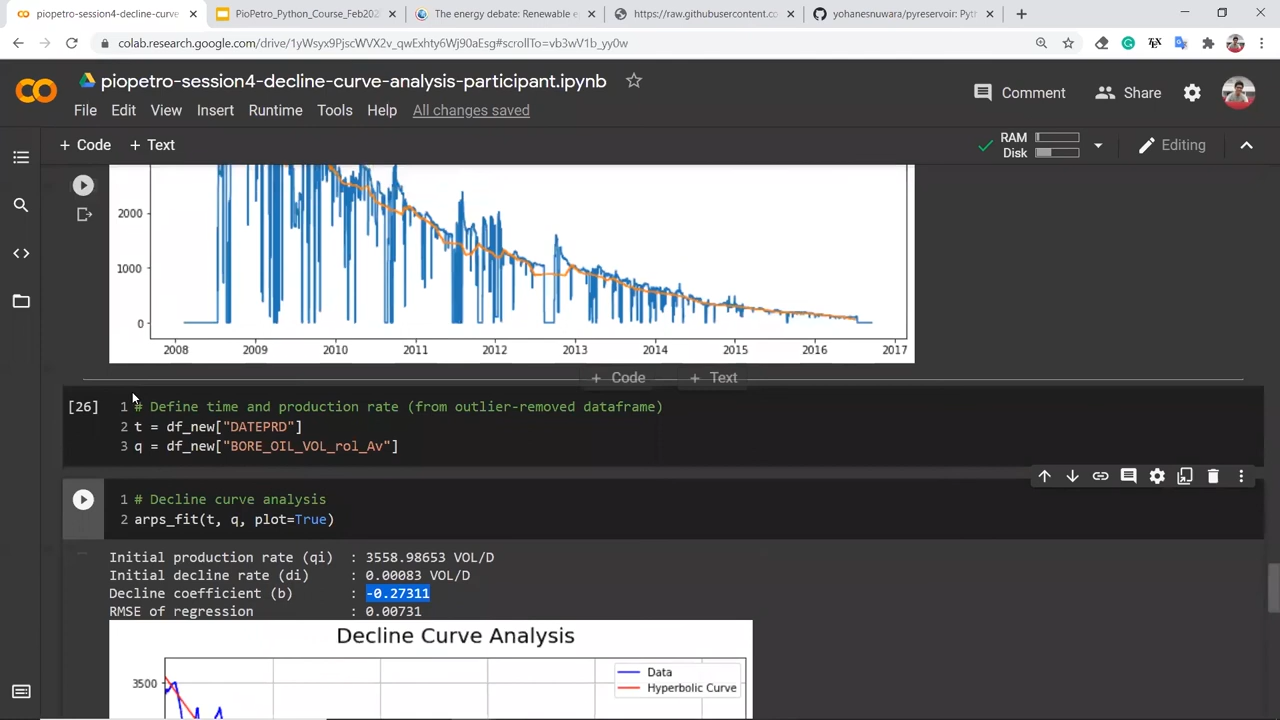 piopetro-session4-decline-curve
PioPetro_Python_Course_Feb202
The energy debate: Renewable e
https://raw.githubusercontent.co
yohanesnuwara/pyreservoir: Pyt
colab.research.google.com/drive/1yWsyx9PjscWVX2v_qwExhty6Wj90aEsg#scrollTo=vb3wV1b_yy0w
piopetro-session4-decline-curve-analysis-participant.ipynb
File Edit View Insert Runtime Tools Help All changes saved
Comment Share
+ Code + Text
RAM
Disk
Editing
2000
1000
0
2008 2009 2010 2011 2012 2013 2014 2015 2016 2017
+ Code + Text
[26]
1 # Define time and production rate (from outlier-removed dataframe)
2 t = df_new["DATEPRD"]
3 q = df_new["BORE_OIL_VOL_rol_Av"]
1 # Decline curve analysis
2 arps_fit(t, q, plot=True)
Initial production rate (qi) : 3558.98653 VOL/D
Initial decline rate (di) : 0.00083 VOL/D
Decline coefficient (b) : -0.27311
RMSE of regression : 0.00731
Decline Curve Analysis
3500
Data
Hyperbolic Curve